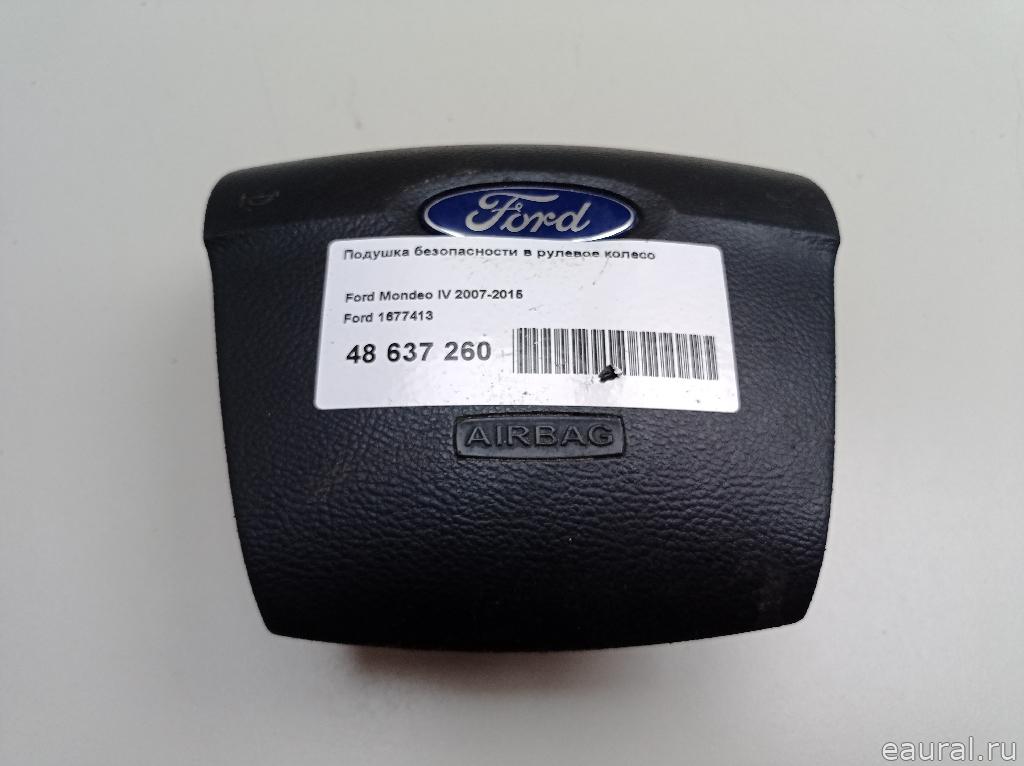 Ford
Подушка безопасности в рулевое колесо
Ford Mondeo IV 2007-2015
Ford 1677413
48 637 260
AIRBAG
eaural.ru